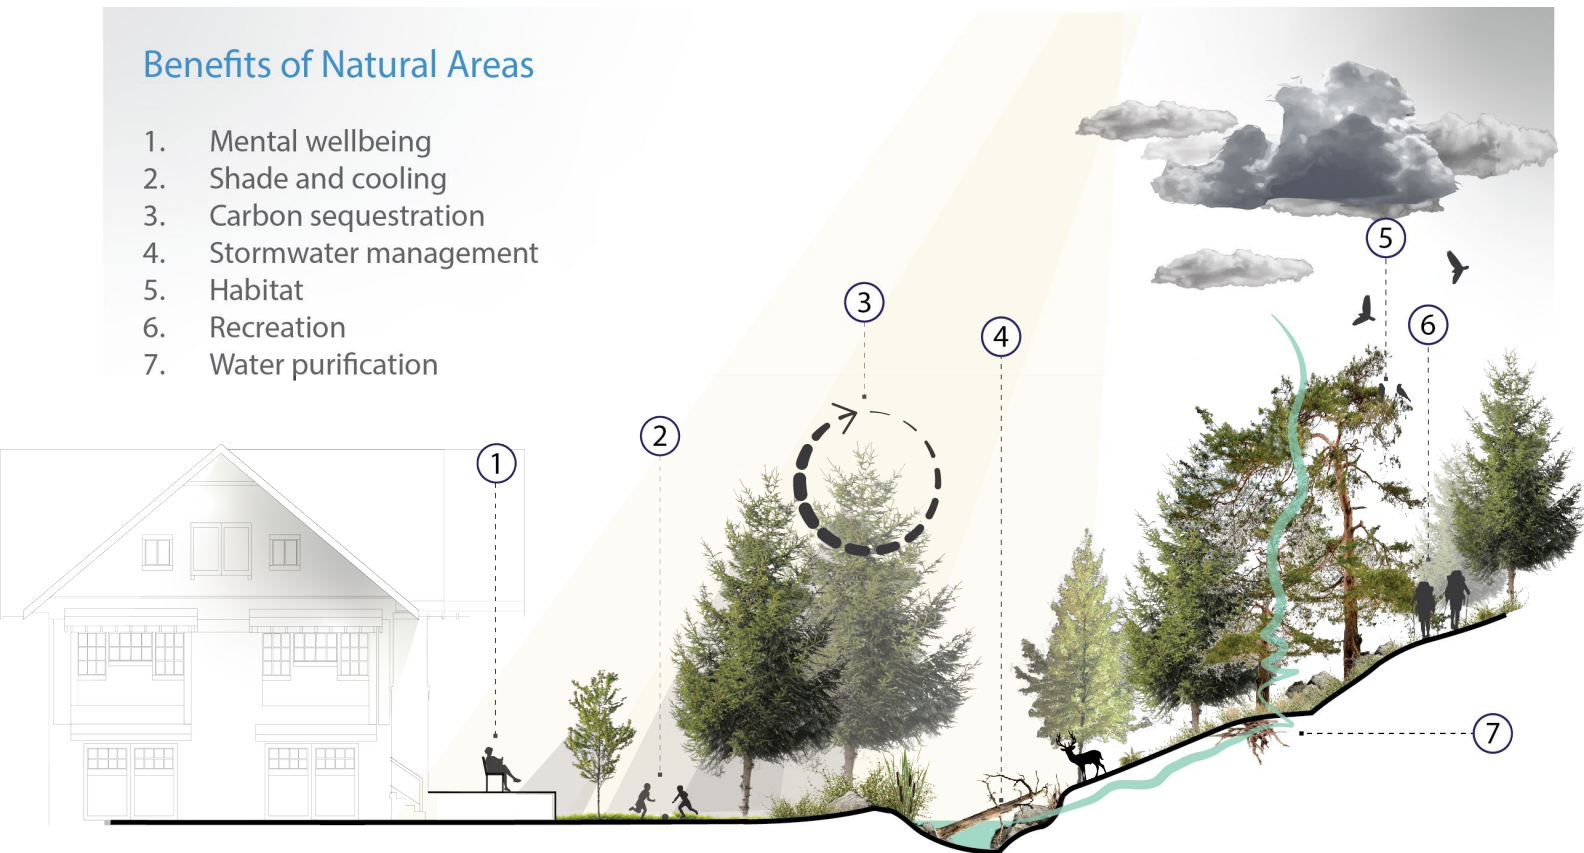 Benefits of Natural Areas
1. Mental wellbeing
2. Shade and cooling
3. Carbon sequestration
4. Stormwater management
5. Habitat
6. Recreation
7. Water purification
5
3
6
4
2
1
7